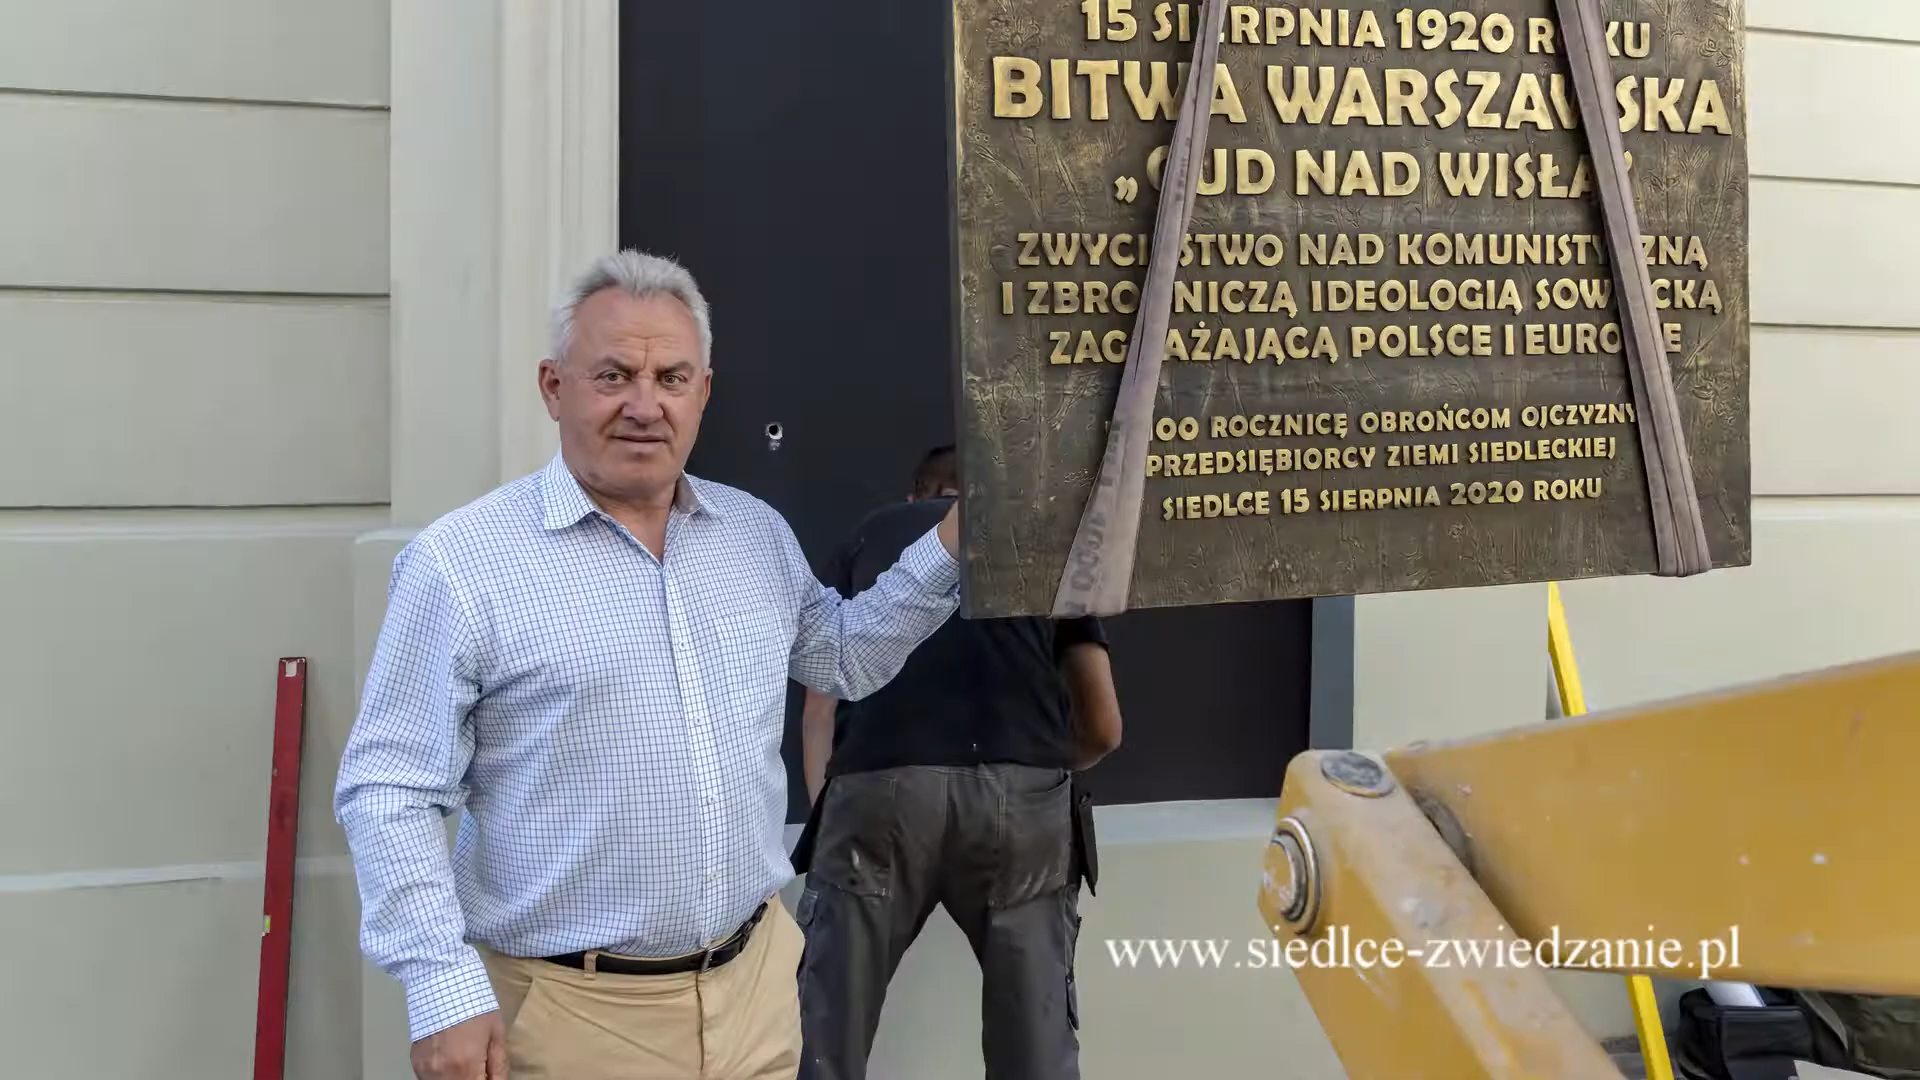 15 SIERPNIA 1920 ROKU
BITWA WARSZAWSKA
„CUD NAD WISŁĄ”
ZWYCIĘSTWO NAD KOMUNISTYCZNĄ
I ZBRODNICZĄ IDEOLOGIĄ SOWIECKĄ
ZAGRAŻAJĄCĄ POLSCE I EUROPIE
100 ROCZNICĘ OBROŃCOM OJCZYZNY
PRZEDSIĘBIORCY ZIEMI SIEDLECKIEJ
SIEDLCE 15 SIERPNIA 2020 ROKU
www.siedlce-zwiedzanie.pl